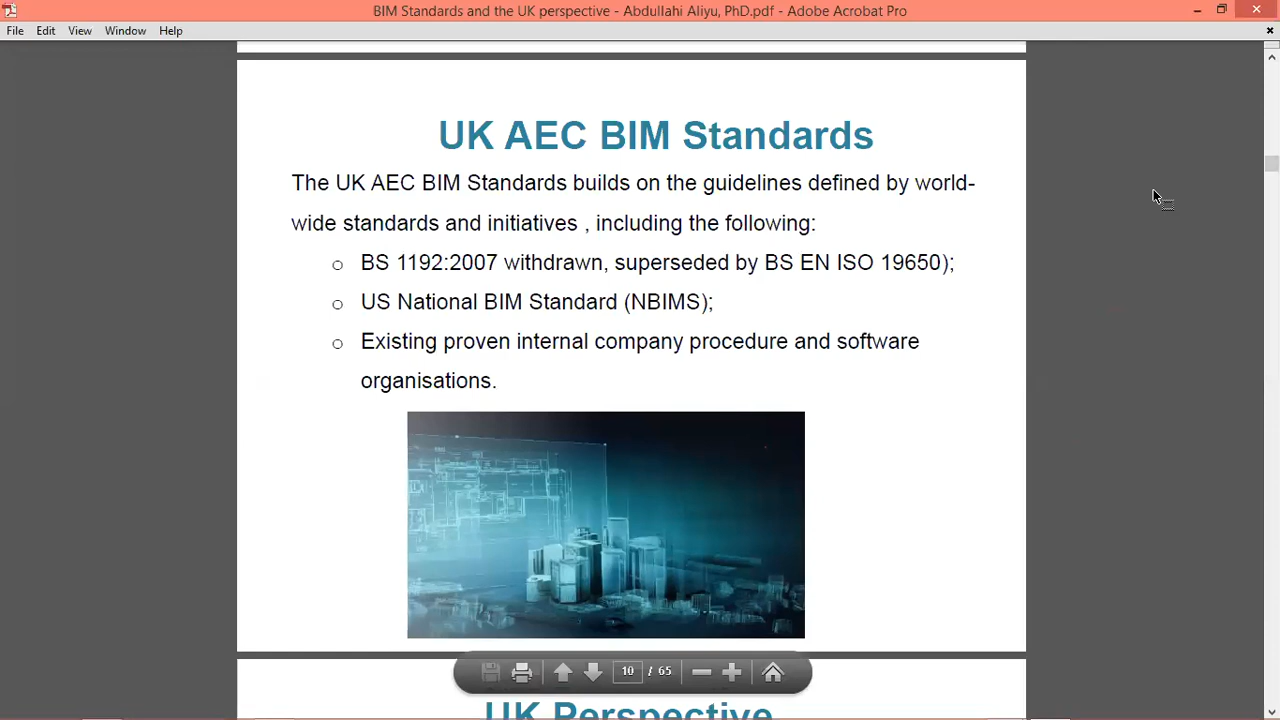 BIM Standards and the UK perspective - Abdullahi Aliyu, PhD.pdf - Adobe Acrobat Pro
File Edit View Window Help
UK AEC BIM Standards
The UK AEC BIM Standards builds on the guidelines defined by world-
wide standards and initiatives , including the following:
BS 1192:2007 withdrawn, superseded by BS EN ISO 19650);
US National BIM Standard (NBIMS);
Existing proven internal company procedure and software
organisations.
10 / 65
UK Perspective